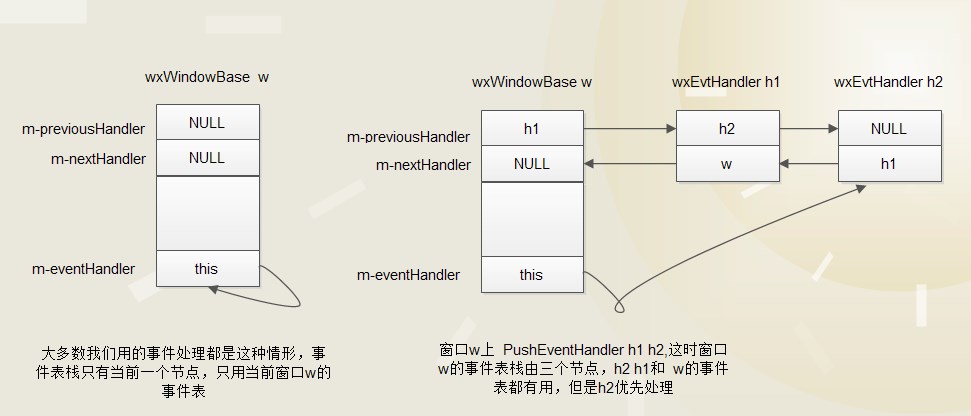 wxWindowBase w
m-previousHandler
NULL
m-nextHandler
NULL
m-eventHandler
this
大多数我们用的事件处理都是这种情形，事
件表栈只有当前一个节点，只用当前窗口w的
事件表
wxWindowBase w
wxEvtHandler h1
wxEvtHandler h2
m-previousHandler
h1
h2
NULL
m-nextHandler
NULL
w
h1
m-eventHandler
this
窗口w上 PushEventHandler h1 h2,这时窗口
w的事件表栈由三个节点，h2 h1和 w的事件
表都有用，但是h2优先处理